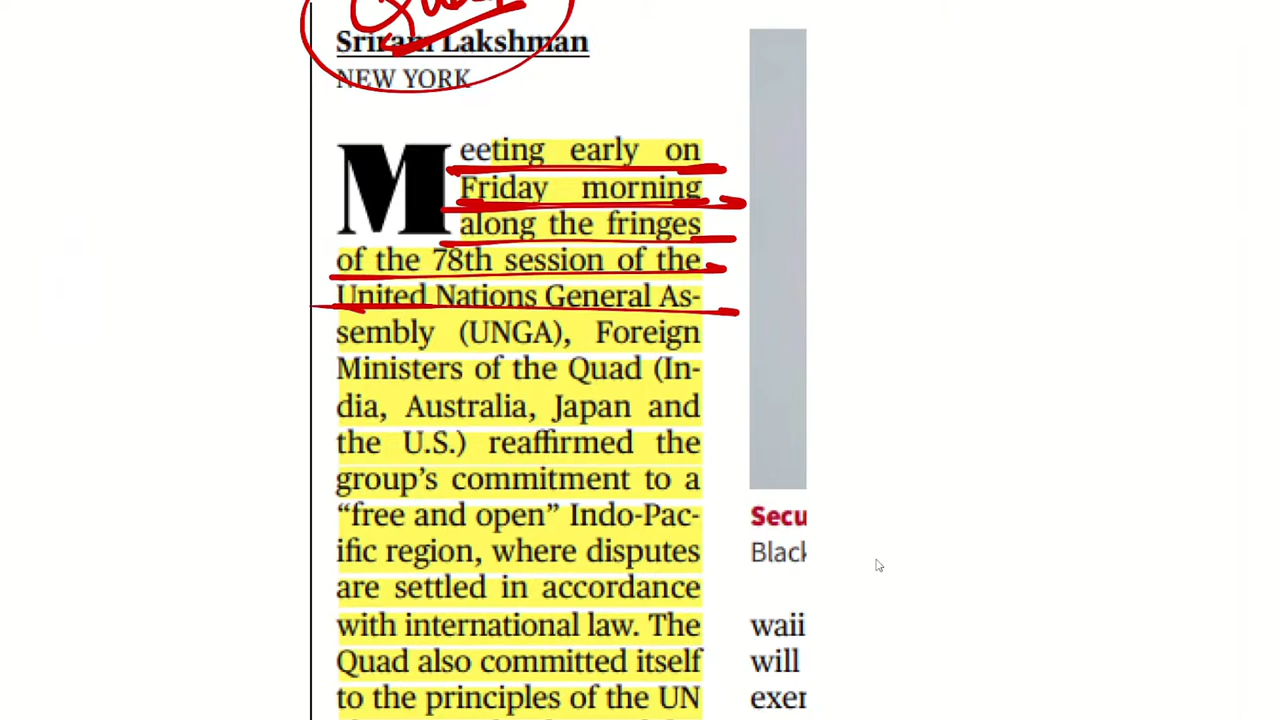 Sriram Lakshman
NEW YORK
Meeting early on
Friday morning
along the fringes
of the 78th session of the
United Nations General As-
sembly (UNGA), Foreign
Ministers of the Quad (In-
dia, Australia, Japan and
the U.S.) reaffirmed the
group's commitment to a
“free and open” Indo-Pac-
ific region, where disputes
are settled in accordance
with international law. The
Quad also committed itself
to the principles of the UN
Secu
Black
waii
will
exer